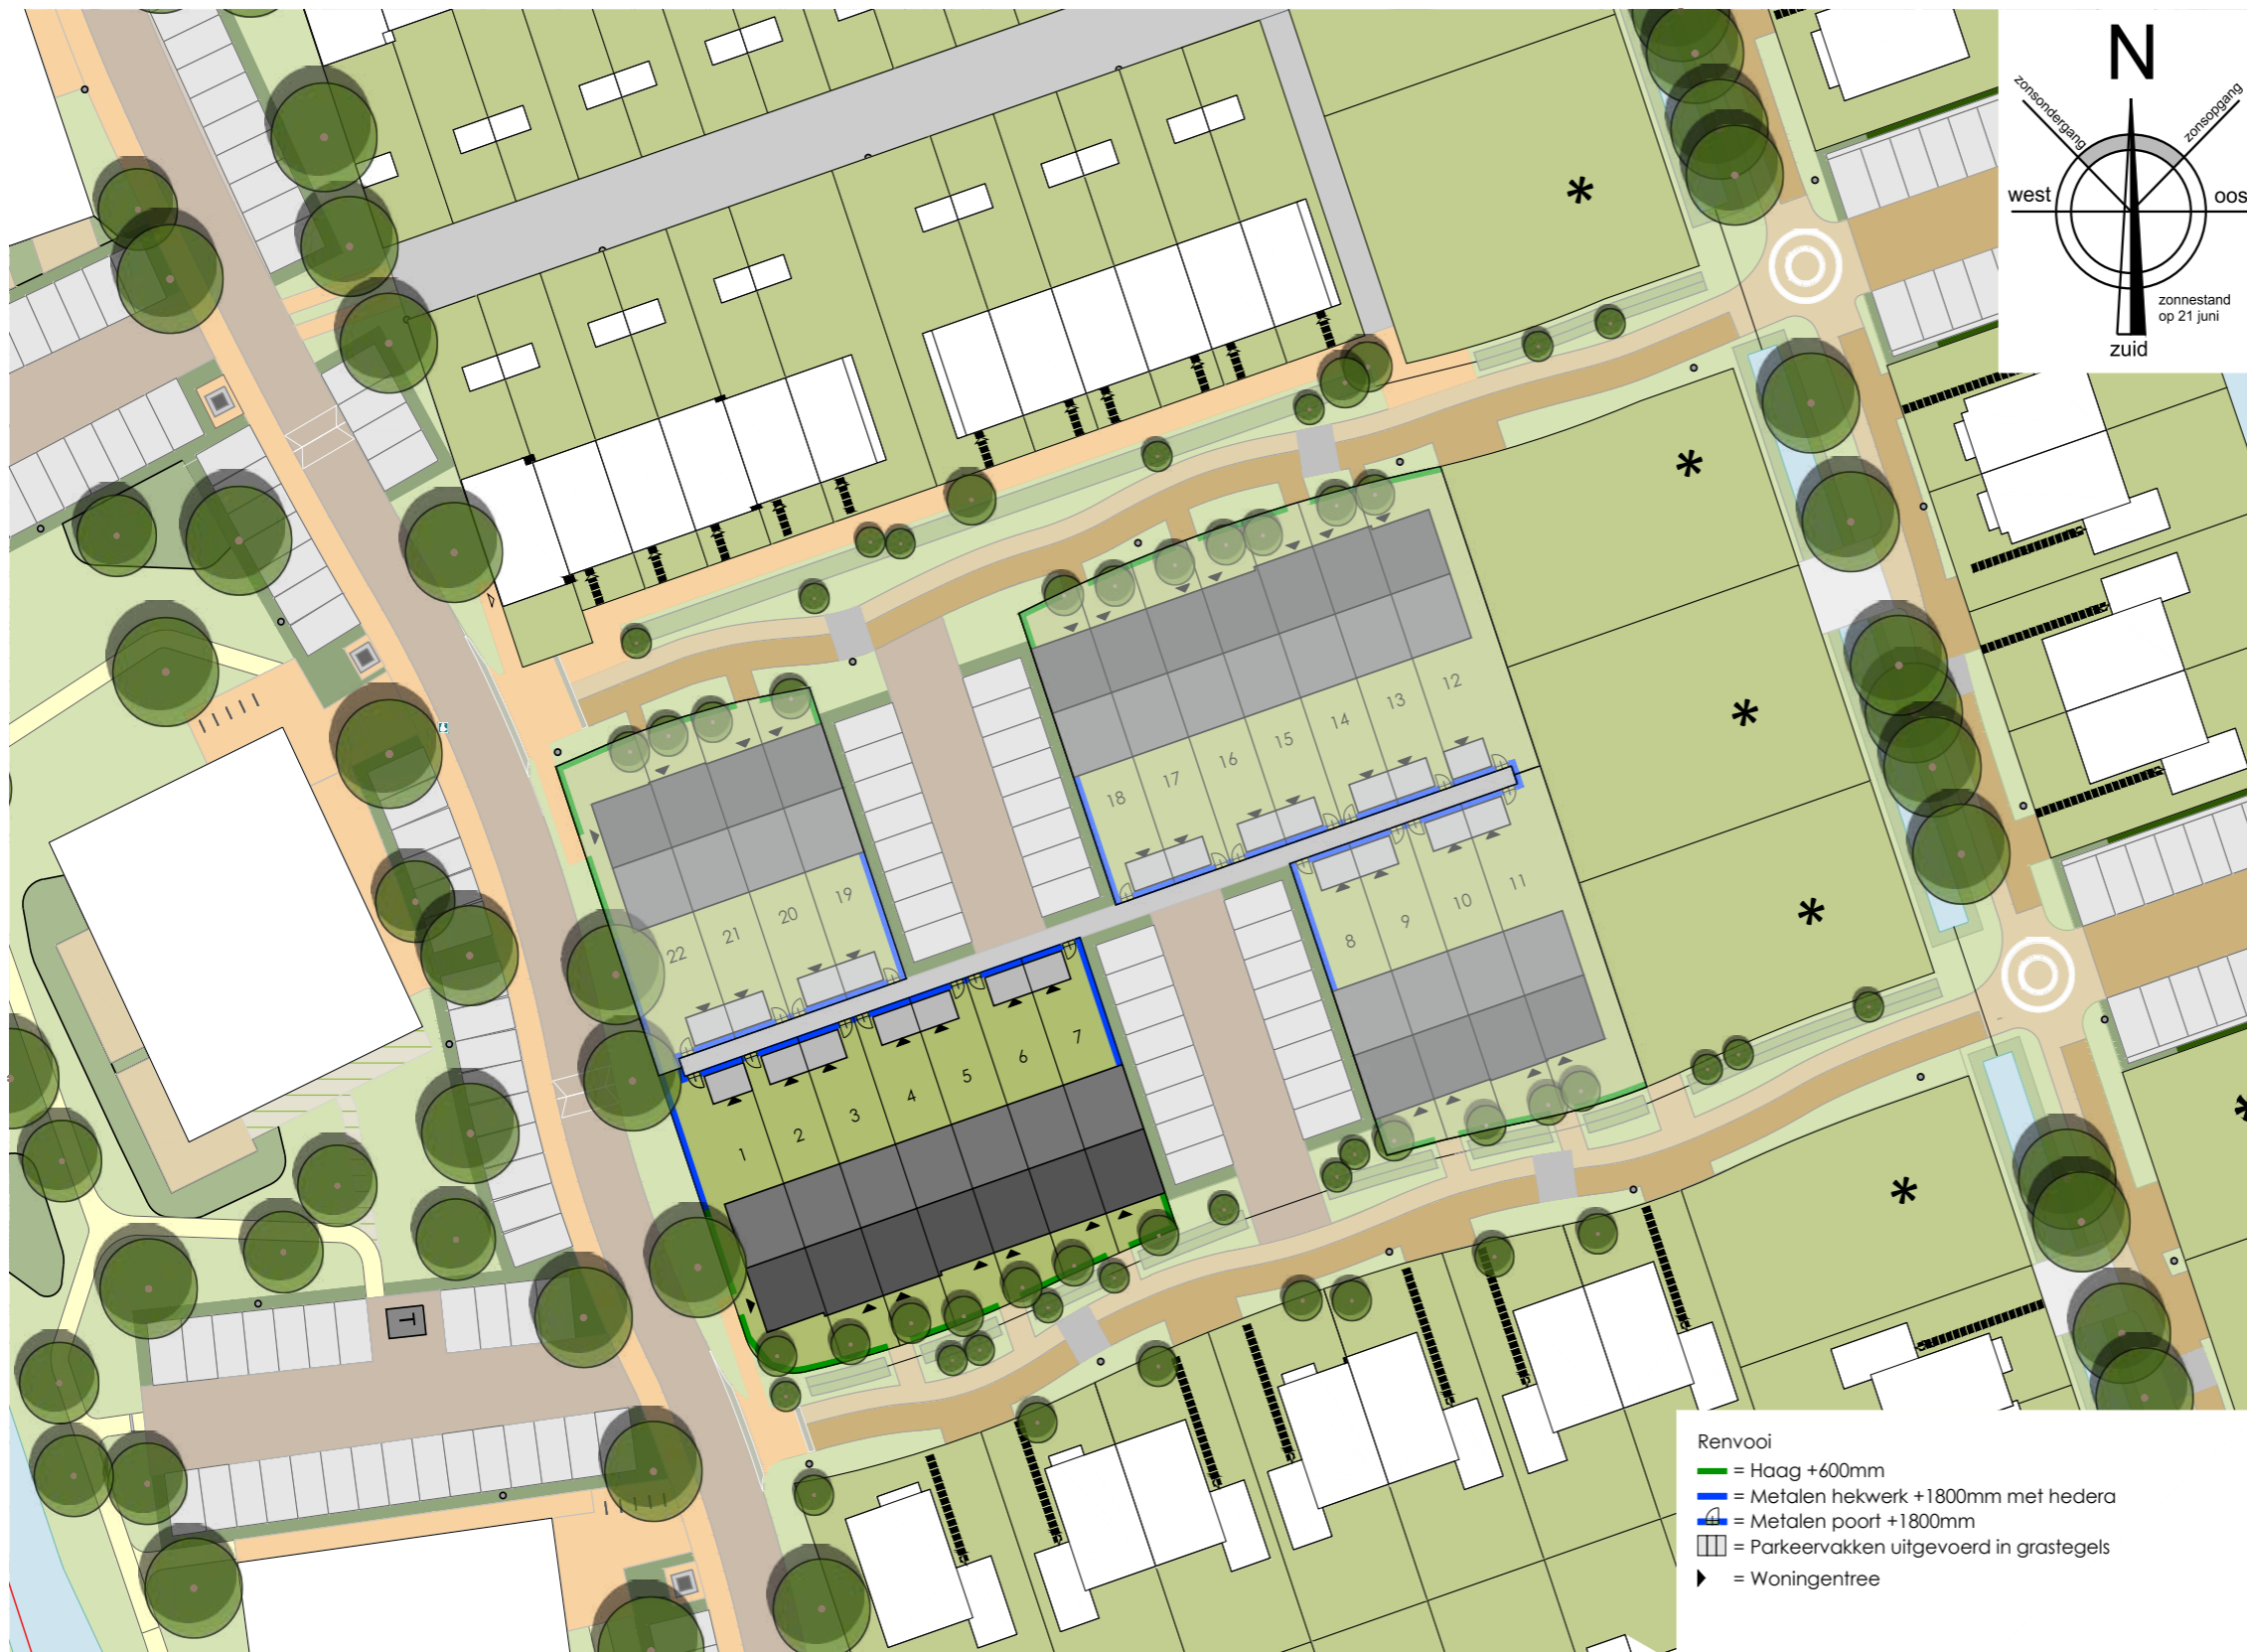 N
zonsondergang
zonsopgang
west
oos
zonnestand
op 21 juni
zuid
12
13
14
15
16
17
18
19
20
21
22
11
10
9
8
7
6
5
4
3
2
1
T
Renvooi
= Haag +600mm
= Metalen hekwerk +1800mm met hedera
= Metalen poort +1800mm
= Parkeervakken uitgevoerd in grastegels
= Woningentree